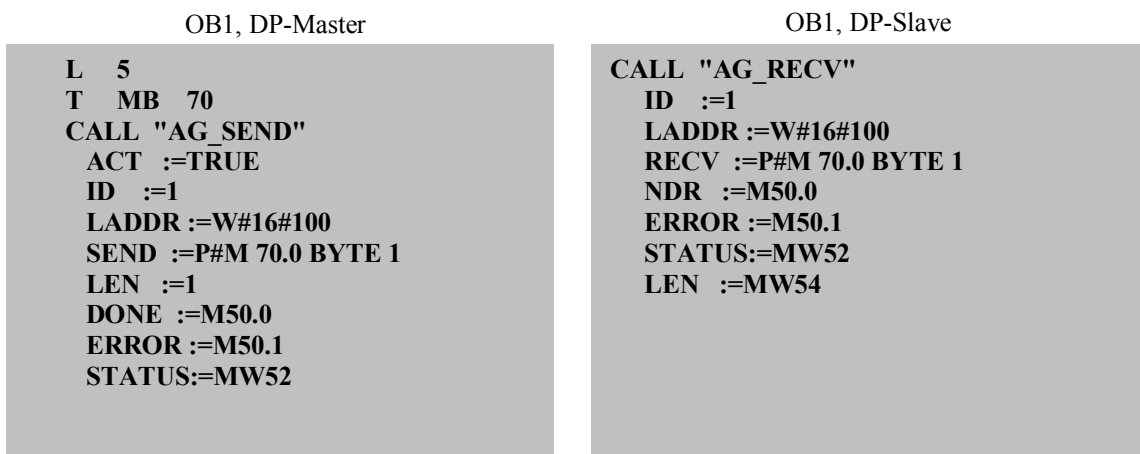 OB1, DP-Master
L 5
T MB 70
CALL "AG_SEND"
ACT :=TRUE
ID :=1
LADDR :=W#16#100
SEND :=P#M 70.0 BYTE 1
LEN :=1
DONE :=M50.0
ERROR :=M50.1
STATUS:=MW52
OB1, DP-Slave
CALL "AG_RECV"
ID :=1
LADDR :=W#16#100
RECV :=P#M 70.0 BYTE 1
NDR :=M50.0
ERROR :=M50.1
STATUS:=MW52
LEN :=MW54